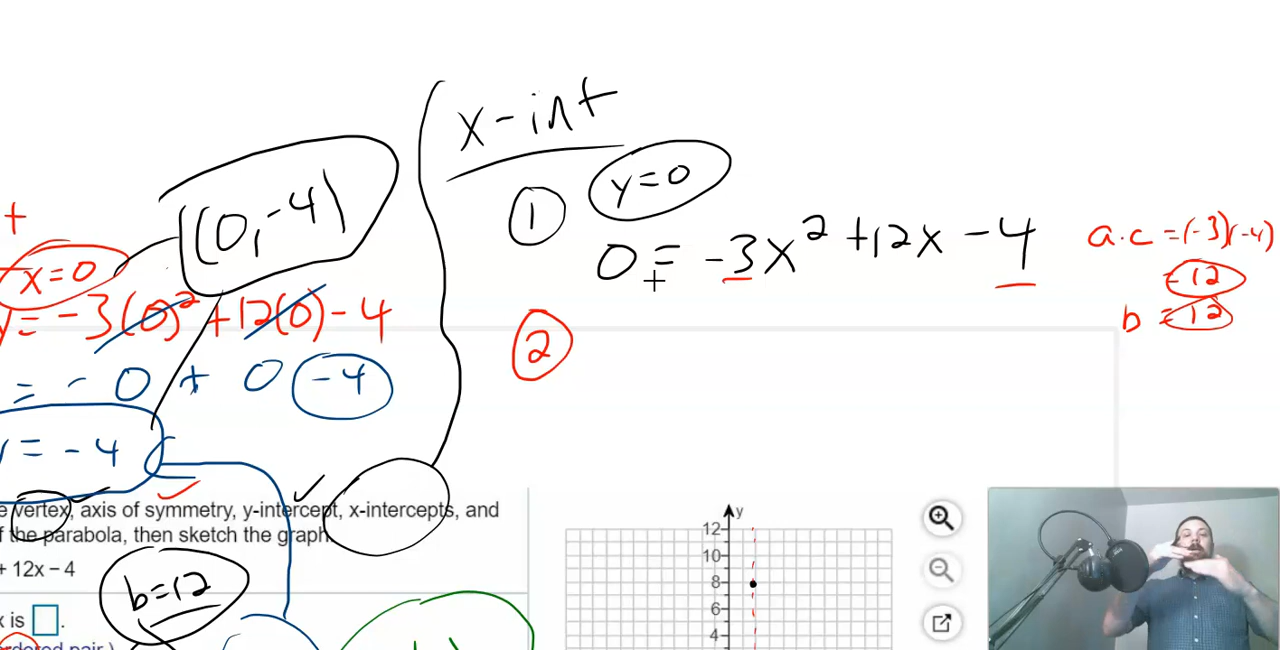 x-int
① y=0
0 = -3x² +12x -4
+
a·c = (-3)(-4)
= 12
b = 12
②
(0, -4)
x=0
y = -3(0)² + 12(0) - 4
= -0 + 0 -4
y = -4
vertex, axis of symmetry, y-intercept, x-intercepts, and
the parabola, then sketch the graph.
+ 12x − 4
b=12
x is
ordered pair.)
y
12
10
8
6
4